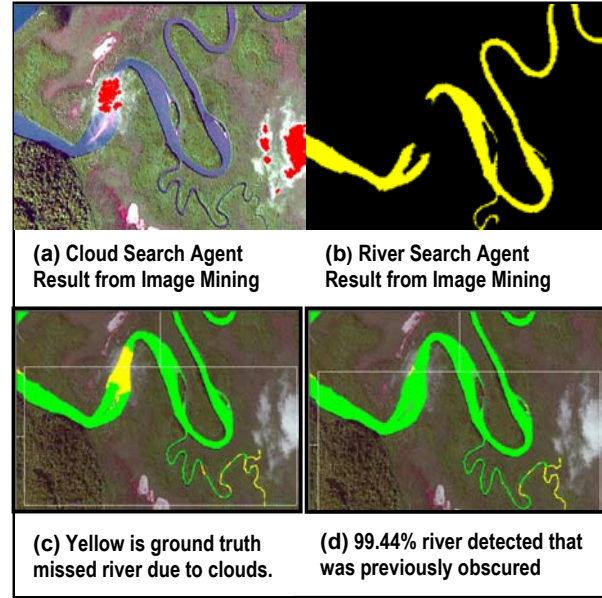 (a) Cloud Search Agent
Result from Image Mining
(b) River Search Agent
Result from Image Mining
(c) Yellow is ground truth
missed river due to clouds.
(d) 99.44% river detected that
was previously obscured